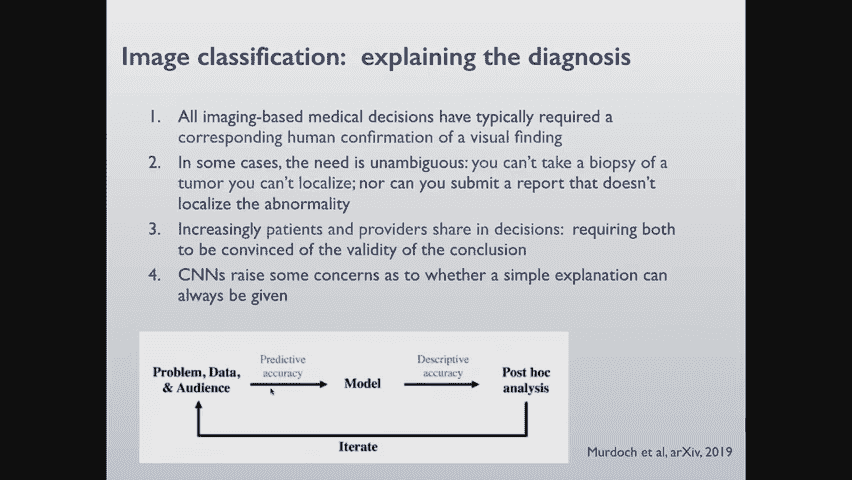 Image classification: explaining the diagnosis
1. All imaging-based medical decisions have typically required a
corresponding human confirmation of a visual finding
2. In some cases, the need is unambiguous: you can't take a biopsy of a
tumor you can't localize; nor can you submit a report that doesn't
localize the abnormality
3. Increasingly patients and providers share in decisions: requiring both
to be convinced of the validity of the conclusion
4. CNNs raise some concerns as to whether a simple explanation can
always be given
Problem, Data,
& Audience
Predictive
accuracy
Model
Descriptive
accuracy
Post hoc
analysis
Iterate
Murdoch et al, arXiv, 2019